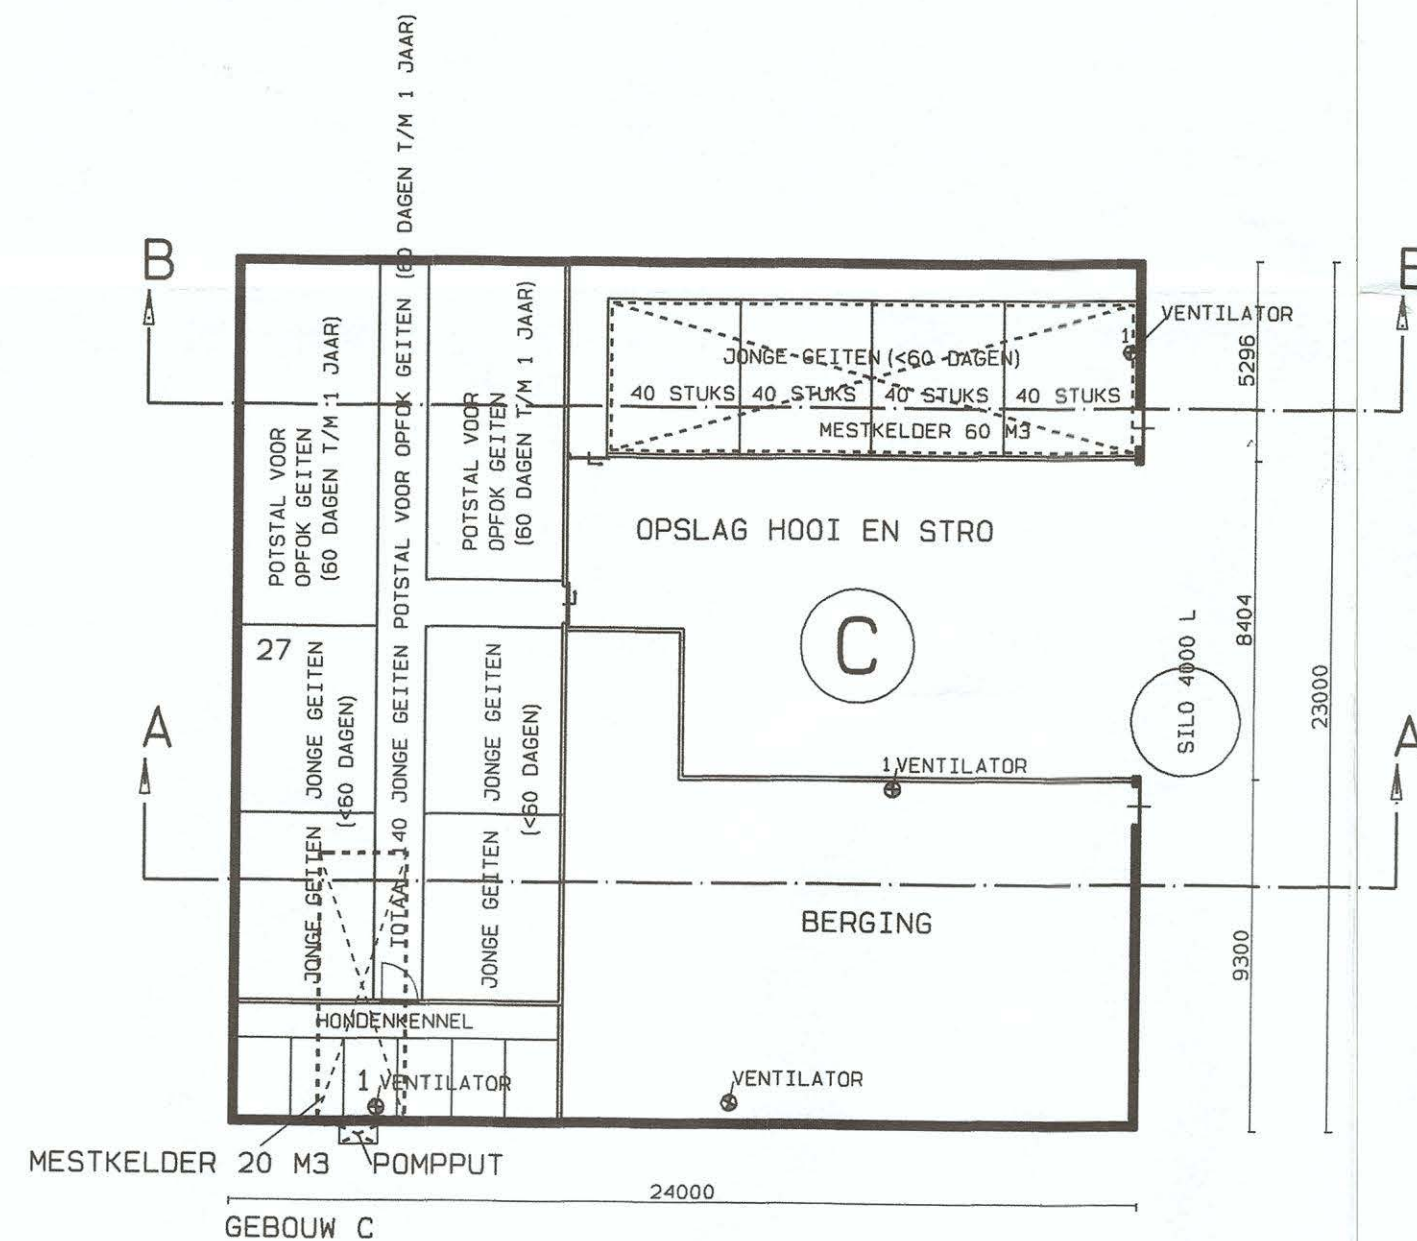 B
B
VENTILATOR
1
JONGE GEITEN (<60 DAGEN)
40 STUKS
40 STUKS
40 STUKS
40 STUKS
MESTKELDER 60 M3
5296
POTSTAL VOOR
OPFOK GEITEN
(60 DAGEN T/M 1 JAAR)
TOTAAL 140 JONGE GEITEN POTSTAL VOOR OPFOK GEITEN (60 DAGEN T/M 1 JAAR)
POTSTAL VOOR
OPFOK GEITEN
(60 DAGEN T/M 1 JAAR)
OPSLAG HOOI EN STRO
C
8404
23000
SILO 4000 L
27
JONGE GEITEN
(<60 DAGEN)
JONGE GEITEN
(<60 DAGEN)
A
A
1 VENTILATOR
JONGE GEITEN
JONGE GEITEN
BERGING
9300
HONDENKENNEL
1 VENTILATOR
VENTILATOR
MESTKELDER 20 M3
POMPPUT
24000
GEBOUW C